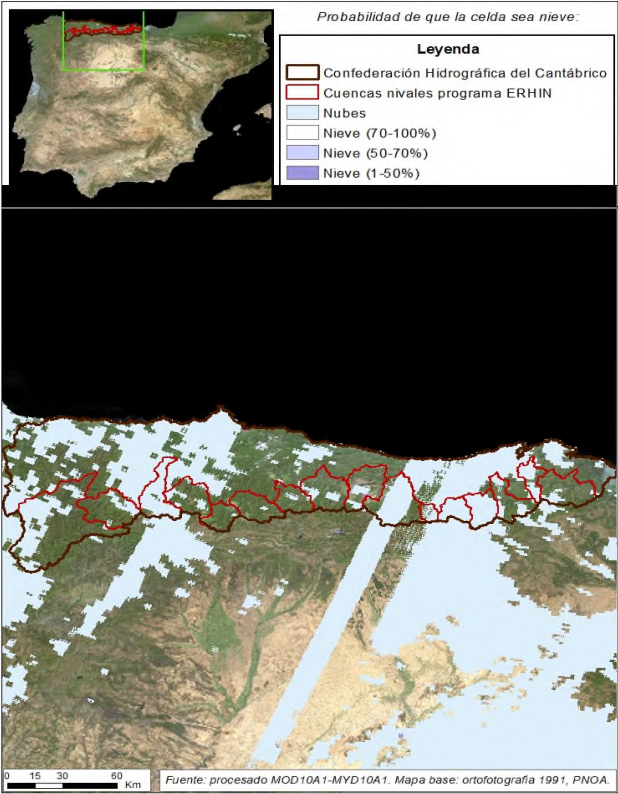 Probabilidad de que la celda sea nieve:
Leyenda
Confederación Hidrográfica del Cantábrico
Cuencas nivales programa ERHIN
Nubes
Nieve (70-100%)
Nieve (50-70%)
Nieve (1-50%)
0 15 30 60
Km
Fuente: procesado MOD10A1-MYD10A1. Mapa base: ortofotografia 1991, PNOA.